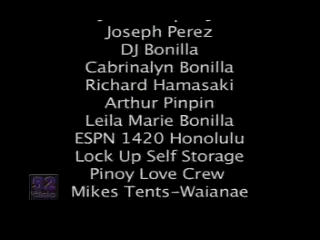 Joseph Perez
DJ Bonilla
Cabrinalyn Bonilla
Richard Hamasaki
Arthur Pinpin
Leila Marie Bonilla
ESPN 1420 Honolulu
Lock Up Self Storage
Pinoy Love Crew
Mikes Tents-Waianae
52